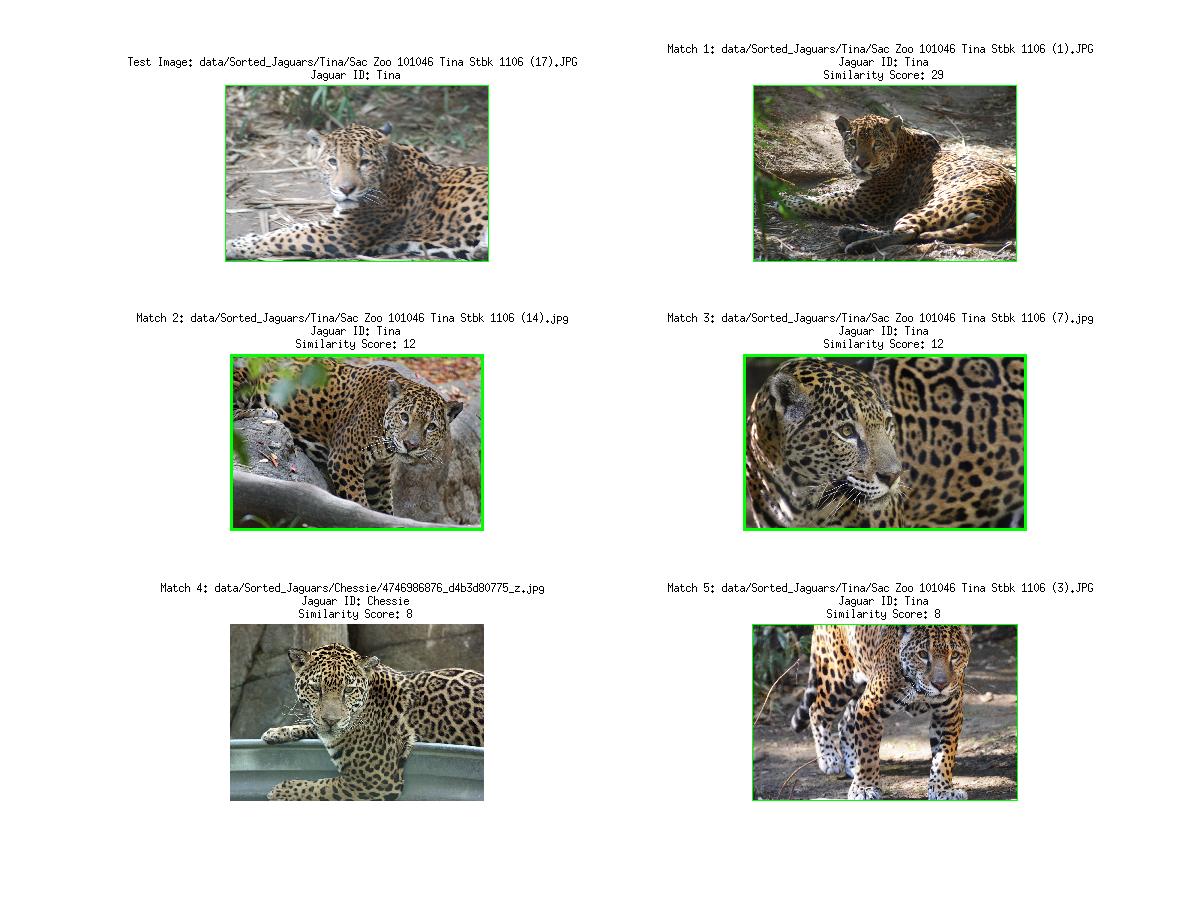 Test Image: data/Sorted_Jaguars/Tina/Sac Zoo 101046 Tina Stbk 1106 (17).JPG
Jaguar ID: Tina
Match 1: data/Sorted_Jaguars/Tina/Sac Zoo 101046 Tina Stbk 1106 (1).JPG
Jaguar ID: Tina
Similarity Score: 29
Match 2: data/Sorted_Jaguars/Tina/Sac Zoo 101046 Tina Stbk 1106 (14).jpg
Jaguar ID: Tina
Similarity Score: 12
Match 3: data/Sorted_Jaguars/Tina/Sac Zoo 101046 Tina Stbk 1106 (7).jpg
Jaguar ID: Tina
Similarity Score: 12
Match 4: data/Sorted_Jaguars/Chessie/4746986876_d4b3d80775_z.jpg
Jaguar ID: Chessie
Similarity Score: 8
Match 5: data/Sorted_Jaguars/Tina/Sac Zoo 101046 Tina Stbk 1106 (3).JPG
Jaguar ID: Tina
Similarity Score: 8